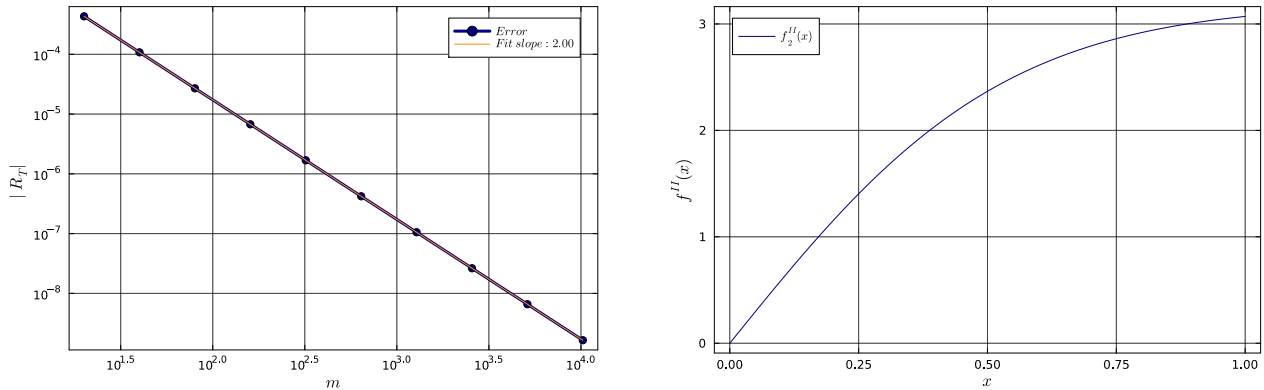 10^{-4}
10^{-5}
10^{-6}
10^{-7}
10^{-8}
|R_T|
Error
Fit slope : 2.00
10^{1.5} 10^{2.0} 10^{2.5} 10^{3.0} 10^{3.5} 10^{4.0}
m
3
2
1
0
f^{II}(x)
f_2^{II}(x)
0.00 0.25 0.50 0.75 1.00
x